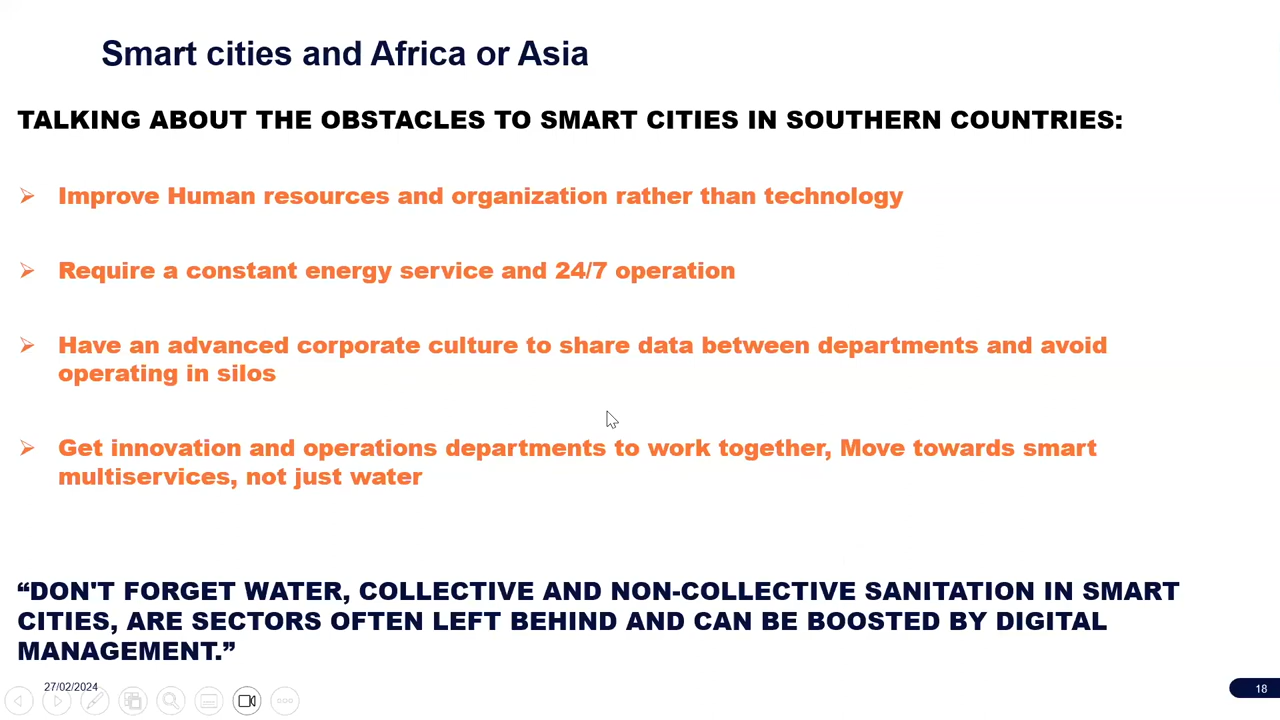 Smart cities and Africa or Asia
TALKING ABOUT THE OBSTACLES TO SMART CITIES IN SOUTHERN COUNTRIES:
Improve Human resources and organization rather than technology
Require a constant energy service and 24/7 operation
Have an advanced corporate culture to share data between departments and avoid
operating in silos
Get innovation and operations departments to work together, Move towards smart
multiservices, not just water
“DON'T FORGET WATER, COLLECTIVE AND NON-COLLECTIVE SANITATION IN SMART
CITIES, ARE SECTORS OFTEN LEFT BEHIND AND CAN BE BOOSTED BY DIGITAL
MANAGEMENT.”
27/02/2024
18